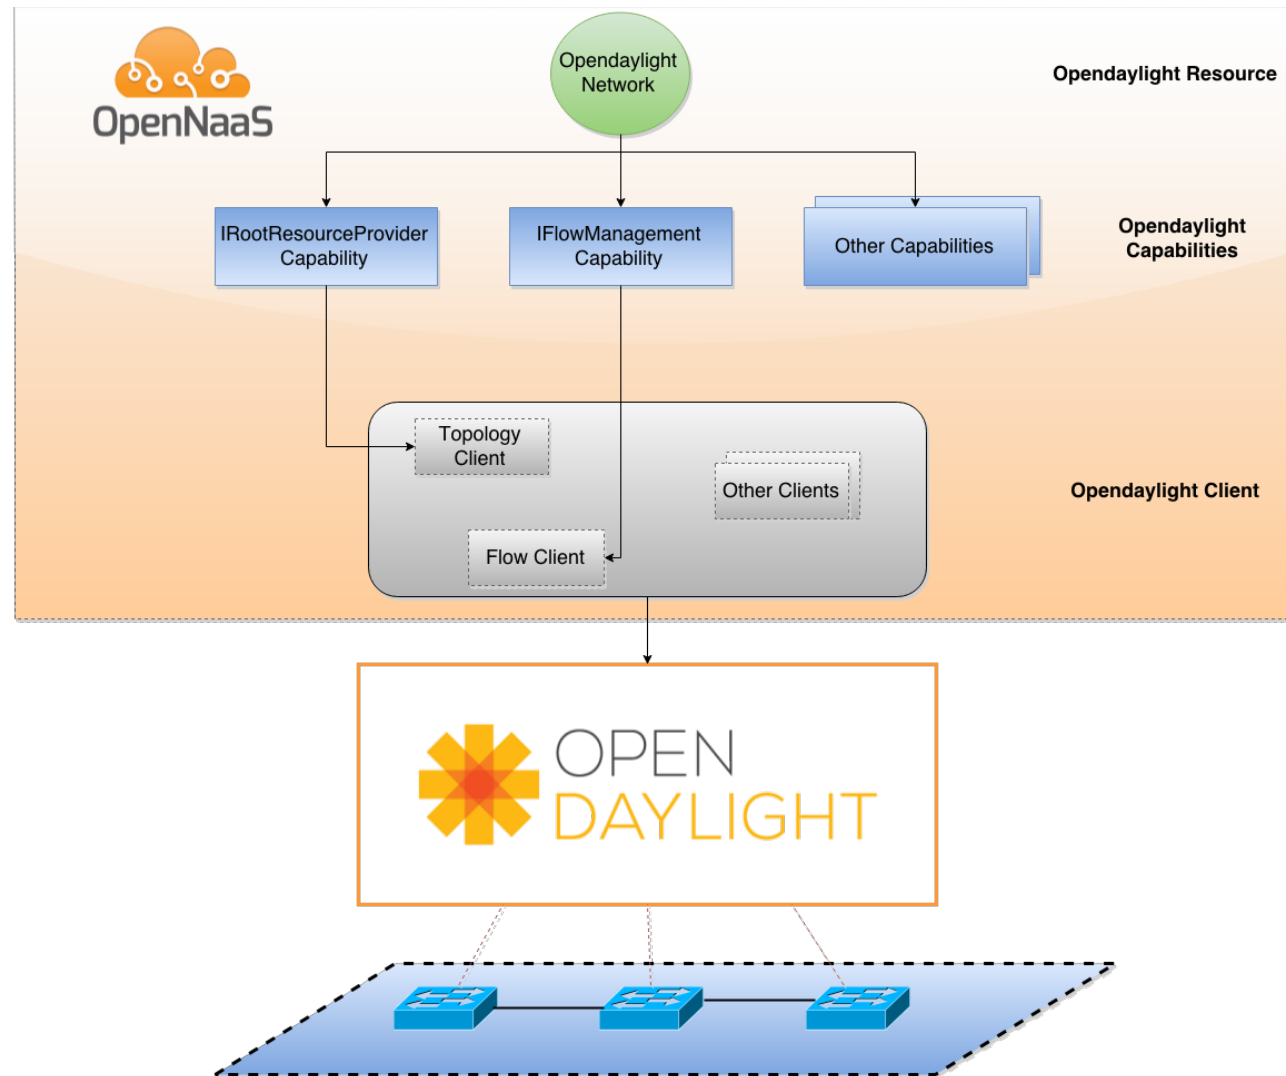 Opendaylight
Network
Opendaylight Resource
OpenNaaS
IRootResourceProvider
Capability
IFlowManagement
Capability
Other Capabilities
Opendaylight
Capabilities
Topology
Client
Other Clients
Opendaylight Client
Flow Client
OPEN
DAYLIGHT